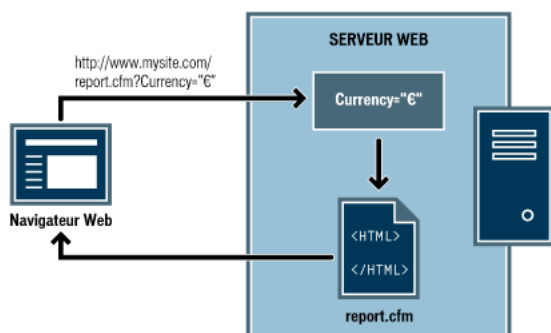 SERVEUR WEB
http://www.mysite.com/
report.cfm?Currency="€"
Currency="€"
Navigateur Web
<HTML>
</HTML>
report.cfm